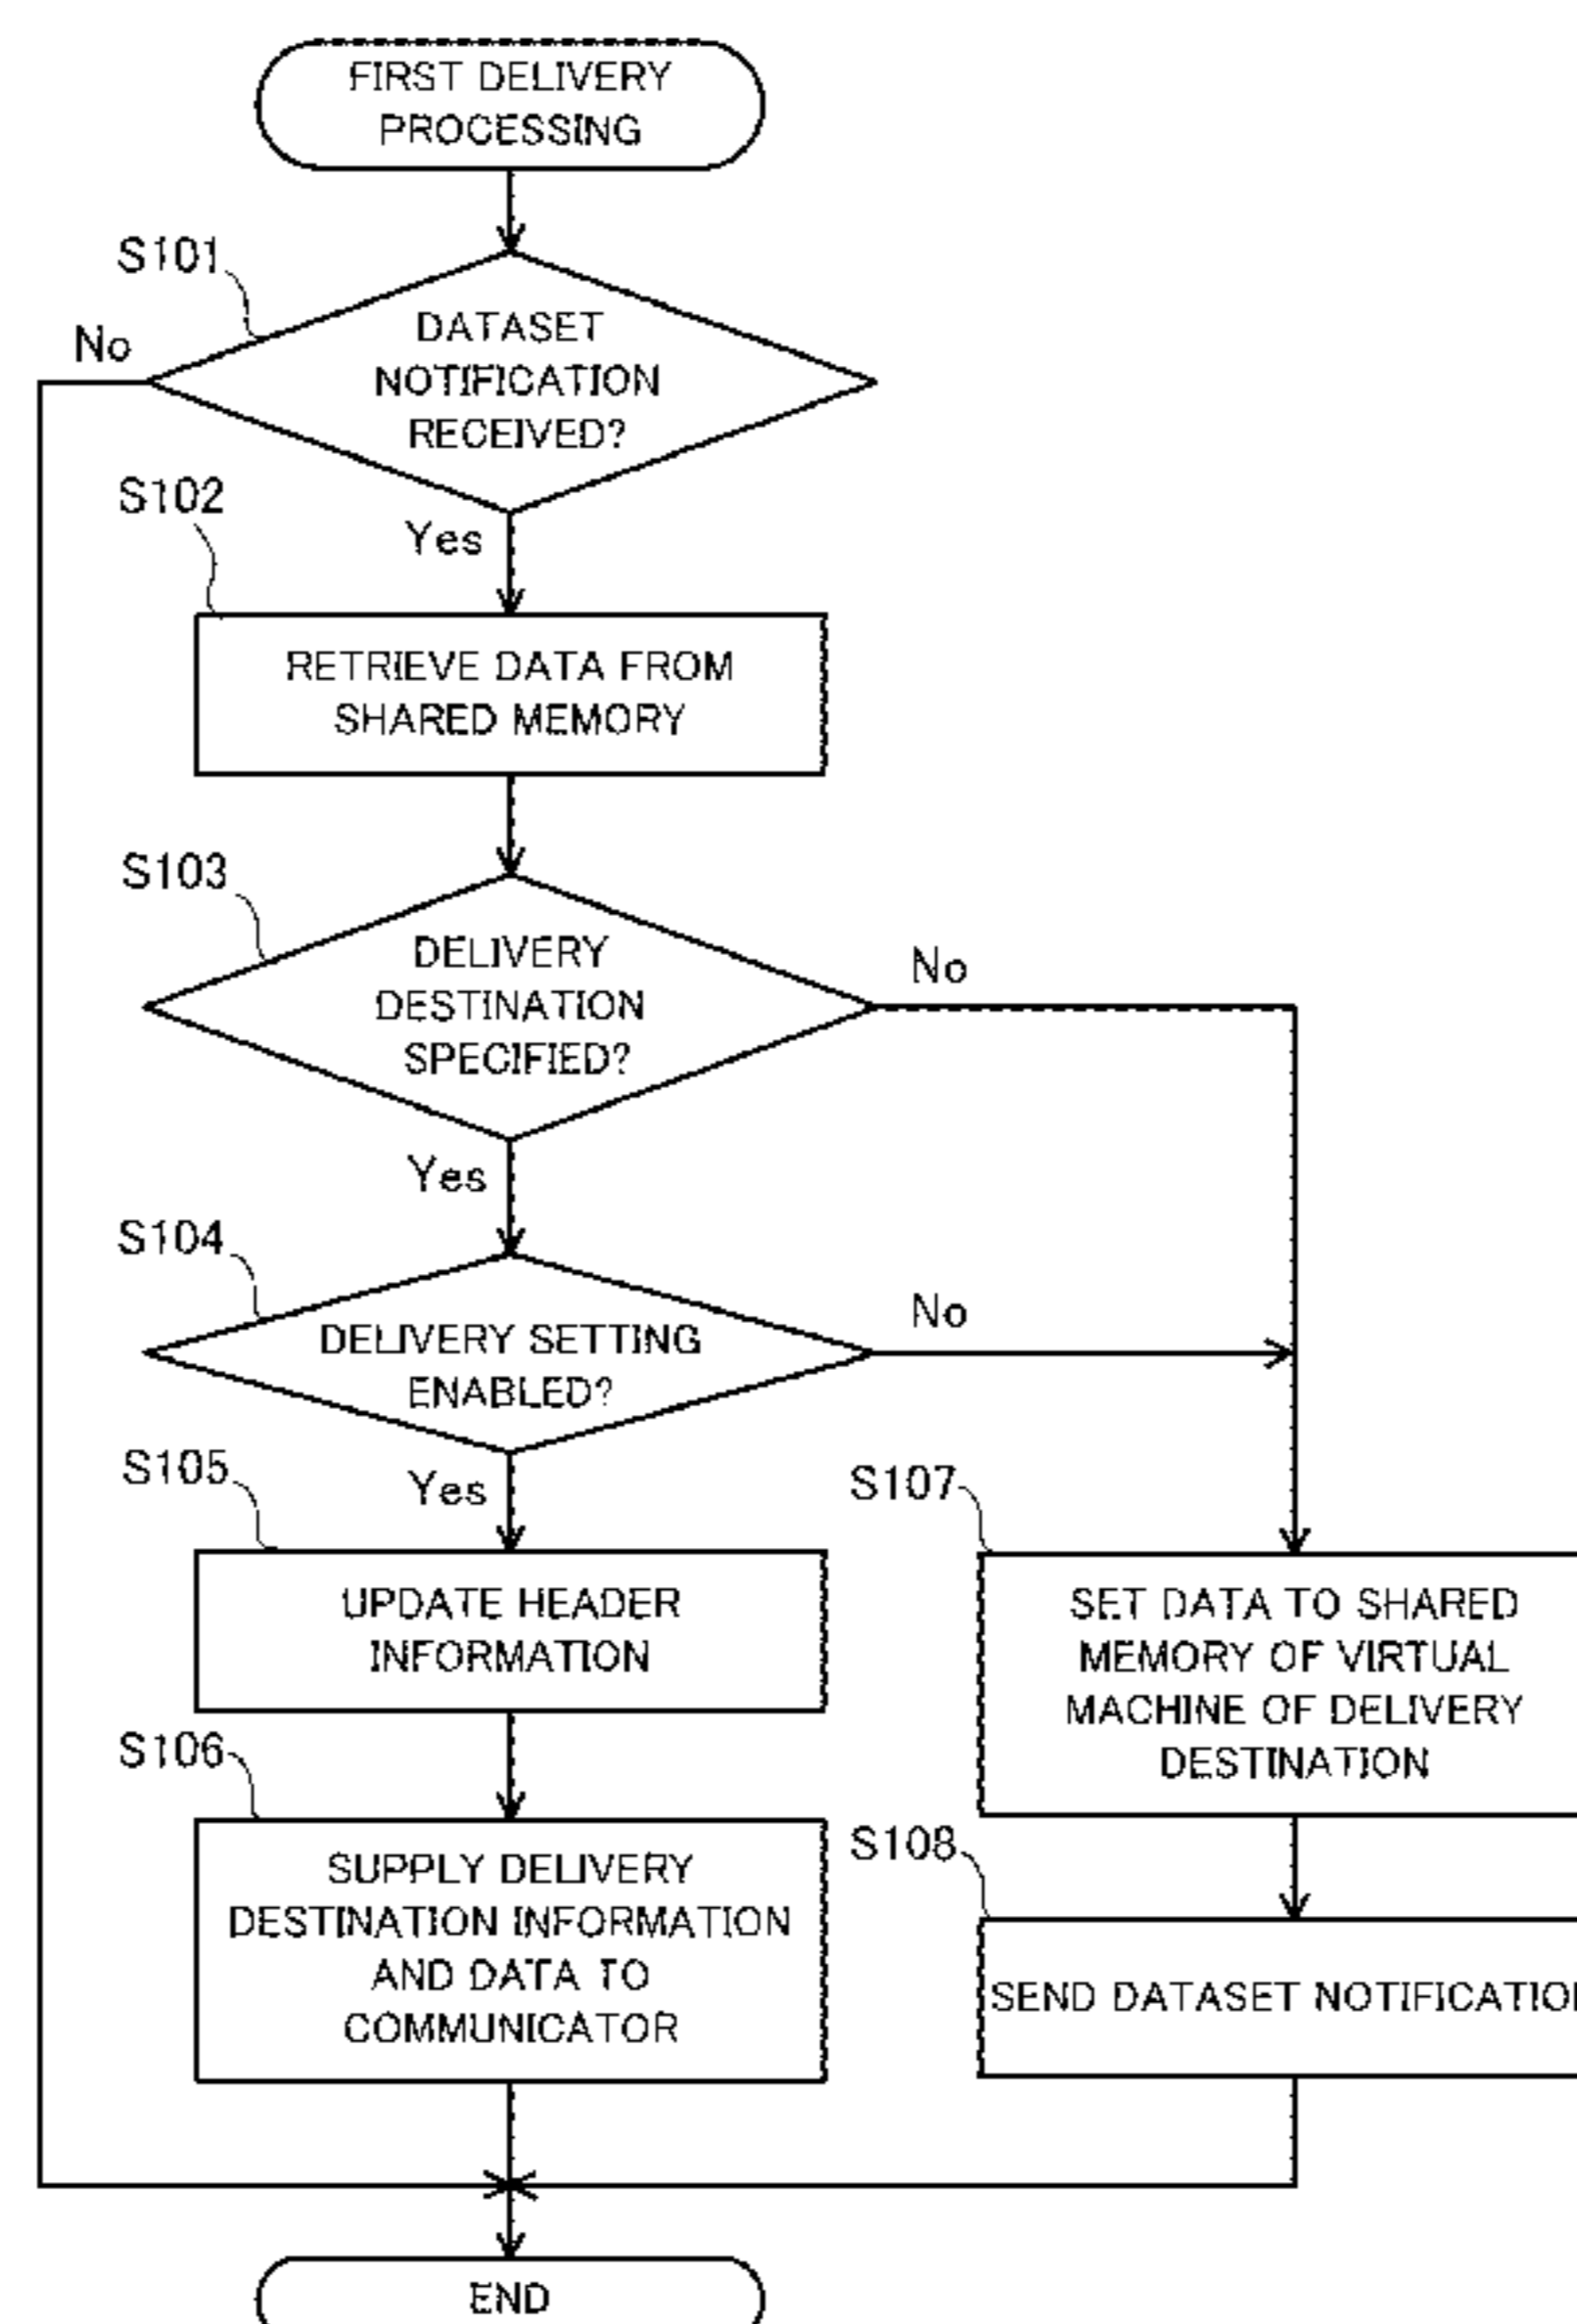 FIRST DELIVERY
PROCESSING
S101
No
DATASET
NOTIFICATION
RECEIVED?
S102
Yes
RETRIEVE DATA FROM
SHARED MEMORY
S103
DELIVERY
DESTINATION
SPECIFIED?
No
Yes
S104
DELIVERY SETTING
ENABLED?
No
S105
Yes
UPDATE HEADER
INFORMATION
S106
SUPPLY DELIVERY
DESTINATION INFORMATION
AND DATA TO
COMMUNICATOR
S107
SET DATA TO SHARED
MEMORY OF VIRTUAL
MACHINE OF DELIVERY
DESTINATION
S108
SEND DATASET NOTIFICATION
END